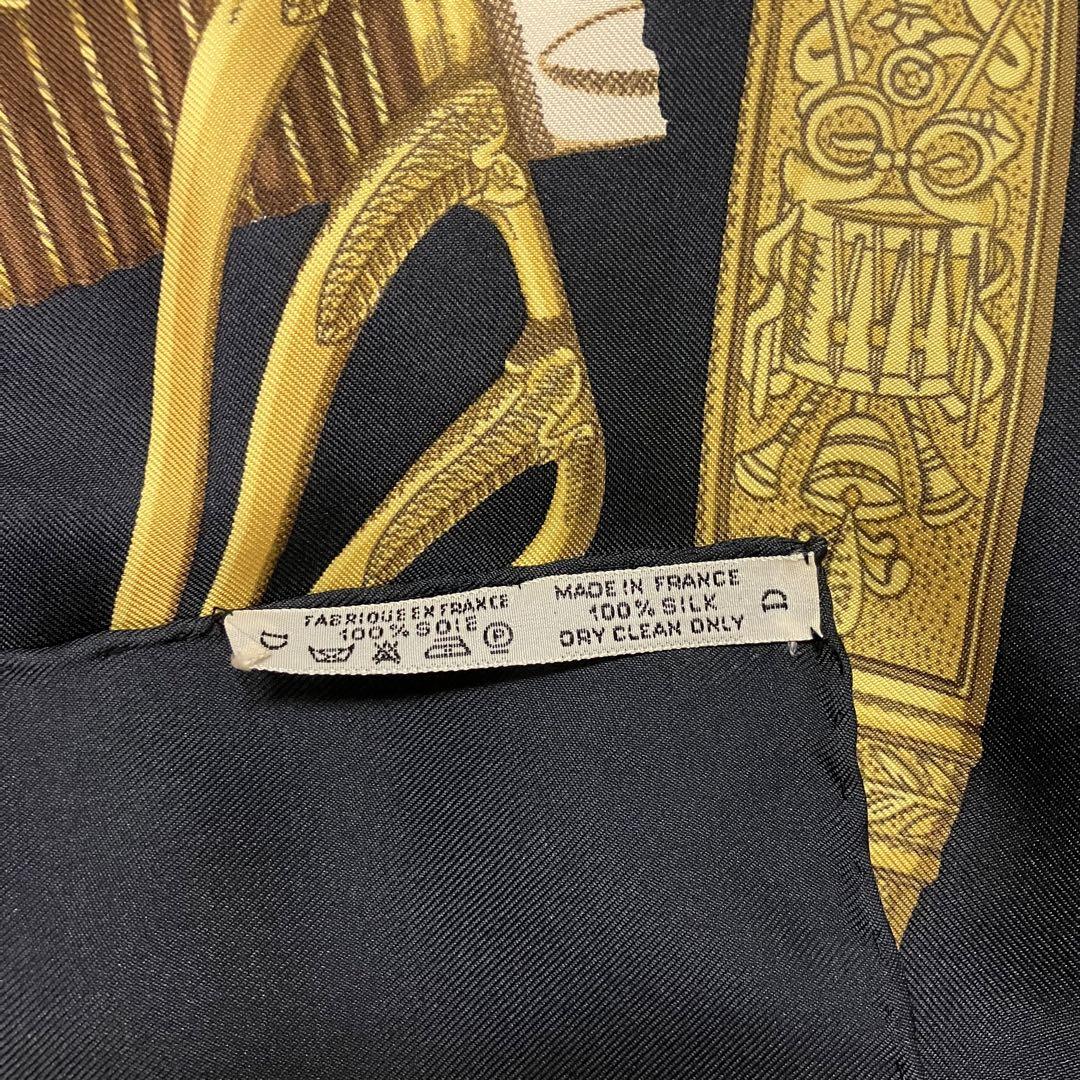 D
FABRIQUE EN FRANCE
100% SOIE
P
MADE IN FRANCE
100% SILK
DRY CLEAN ONLY
D